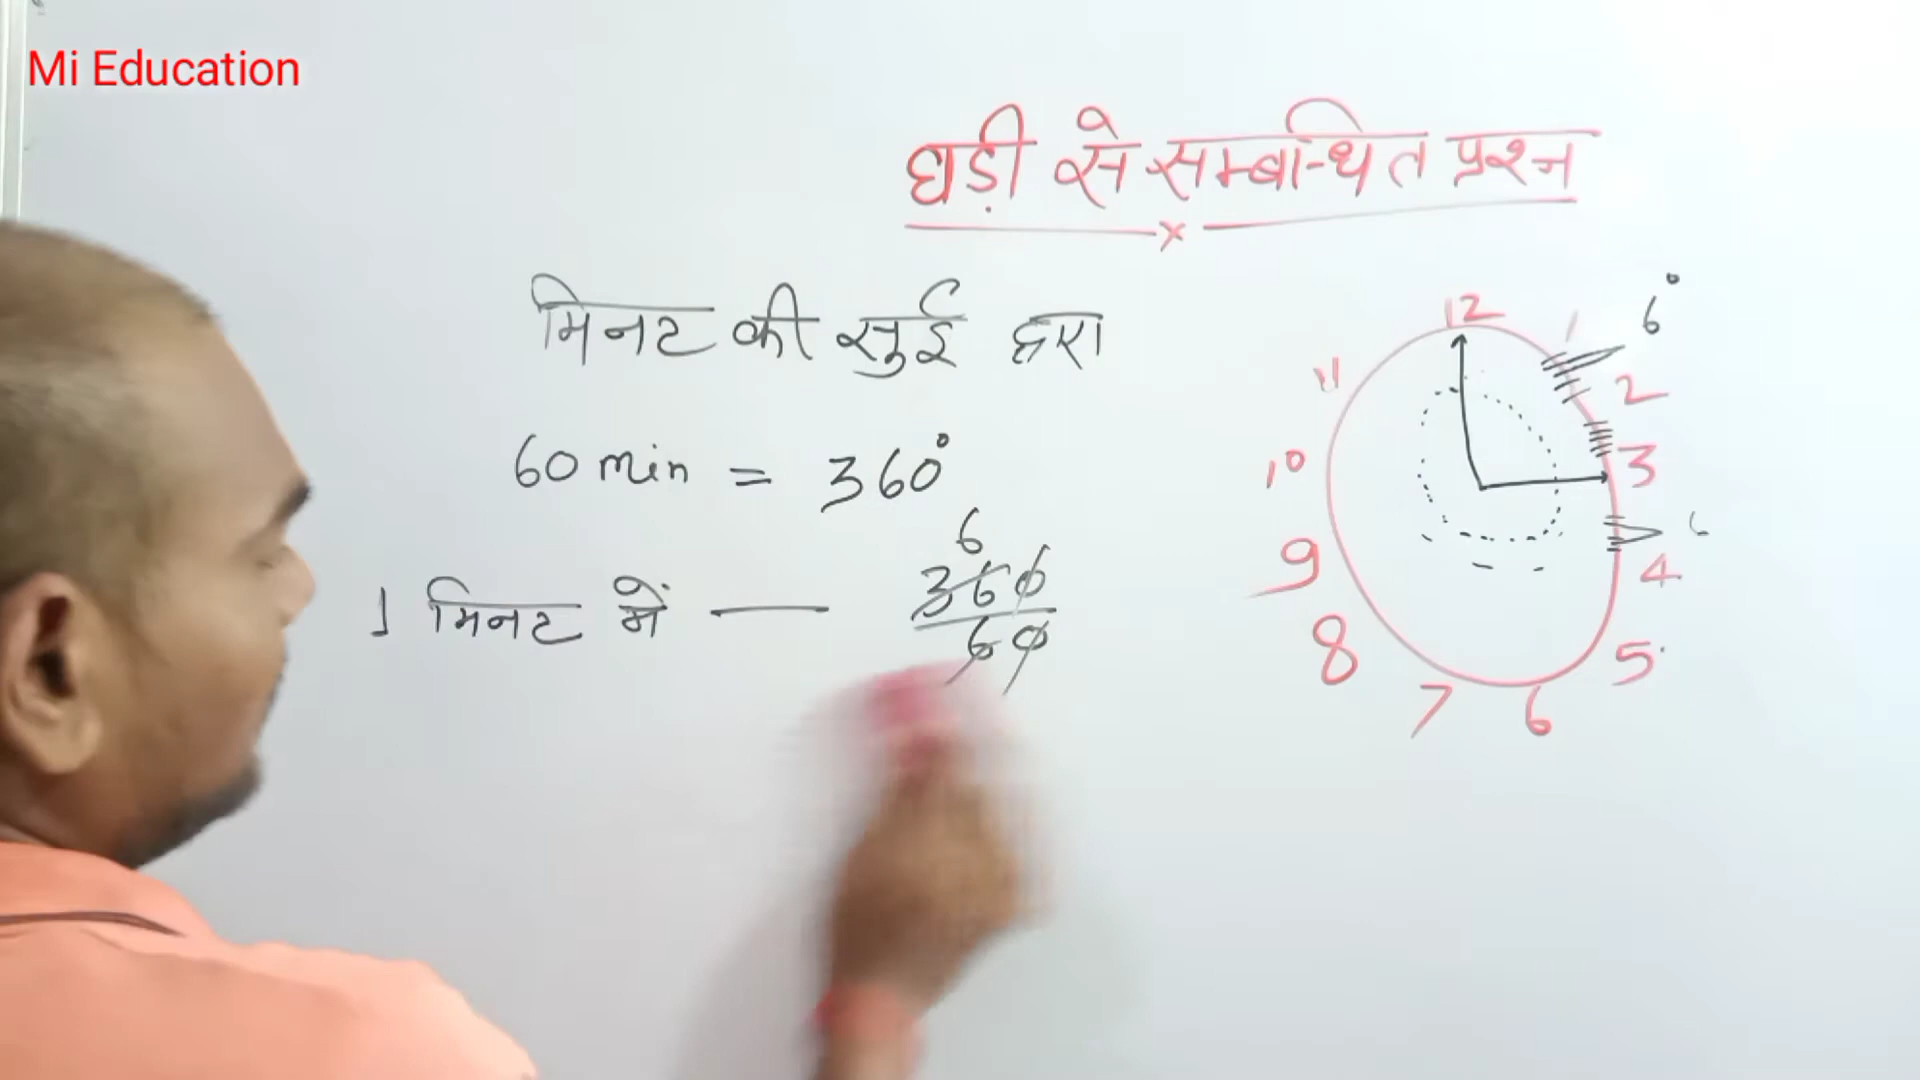 Mi Education
घड़ी से सम्बन्धित प्रश्न
x
मिनट की सुई द्वारा
60 min = 360°
1 मिनट में — 360/60
6
12
1
6°
11
2
10
3
6
9
4
8
5
7
6